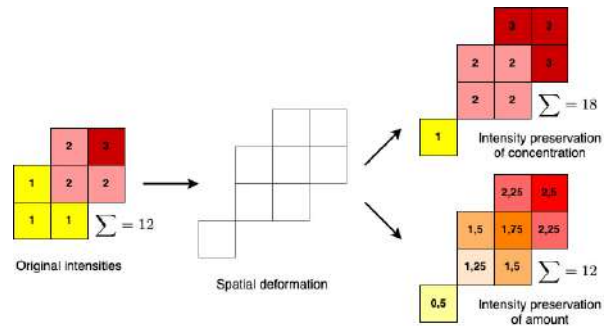 3 3
2 2 3
2 2
∑ = 18
1
Intensity preservation
of concentration
2 3
1 2 2
1 1
∑ = 12
Original intensities
Spatial deformation
2,25 2,5
1,5 1,75 2,25
1,25 1,5
∑ = 12
0,5
Intensity preservation
of amount